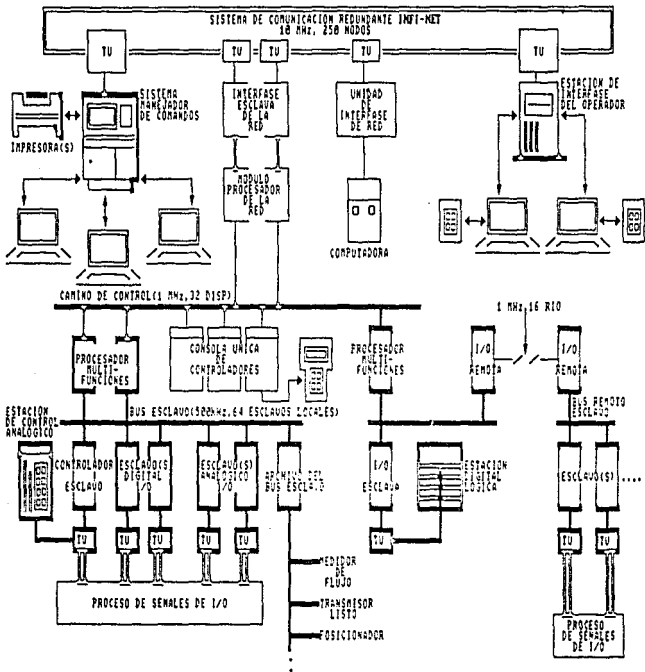 SISTEMA DE COMUNICACION REDUNDANTE INFI-NET
10 MHz, 250 NODOS
TU
TU
TU
TU
TU
SISTEMA
MANEJADOR
DE COMANDOS
IMPRESORA(S)
INTERFASE
ESCLAVA
DE LA
RED
UNIDAD
DE
INTERFASE
DE RED
ESTACION DE
INTERFASE
DEL OPERADOR
MODULO
PROCESADOR
DE LA
RED
COMPUTADORA
CAMINO DE CONTROL(1 MHz,32 DISP)
1 MHz,16 RIO
PROCESADOR
MULTI-
FUNCIONES
CONSOLA UNICA
DE
CONTROLADORES
PROCESADOR
MULTI-
FUNCIONES
I/O
REMOTA
I/O
REMOTA
ESTACIÓN
DE CONTROL
ANALOGICO
BUS ESCLAVO(500kHz,64 ESCLAVOS LOCALES)
BUS REMOTO
ESCLAVO
CONTROLADOR
ESCLAVO
ESCLAVO(S)
DIGITAL
I/O
ESCLAVO(S)
ANALOGICO
I/O
ARCHIVO DEL
BUS ESCLAVO
I/O
ESCLAVA
ESTACION
DIGITAL
LOGICA
ESCLAVO(S)
....
TU
TU
TU
TU
TU
TU
TU
TU
PROCESO DE SEÑALES DE I/O
MEDIDOR
DE
FLUJO
TRANSMISOR
LISTO
POSICIONADOR
PROCESO
DE SEÑALES
DE I/O